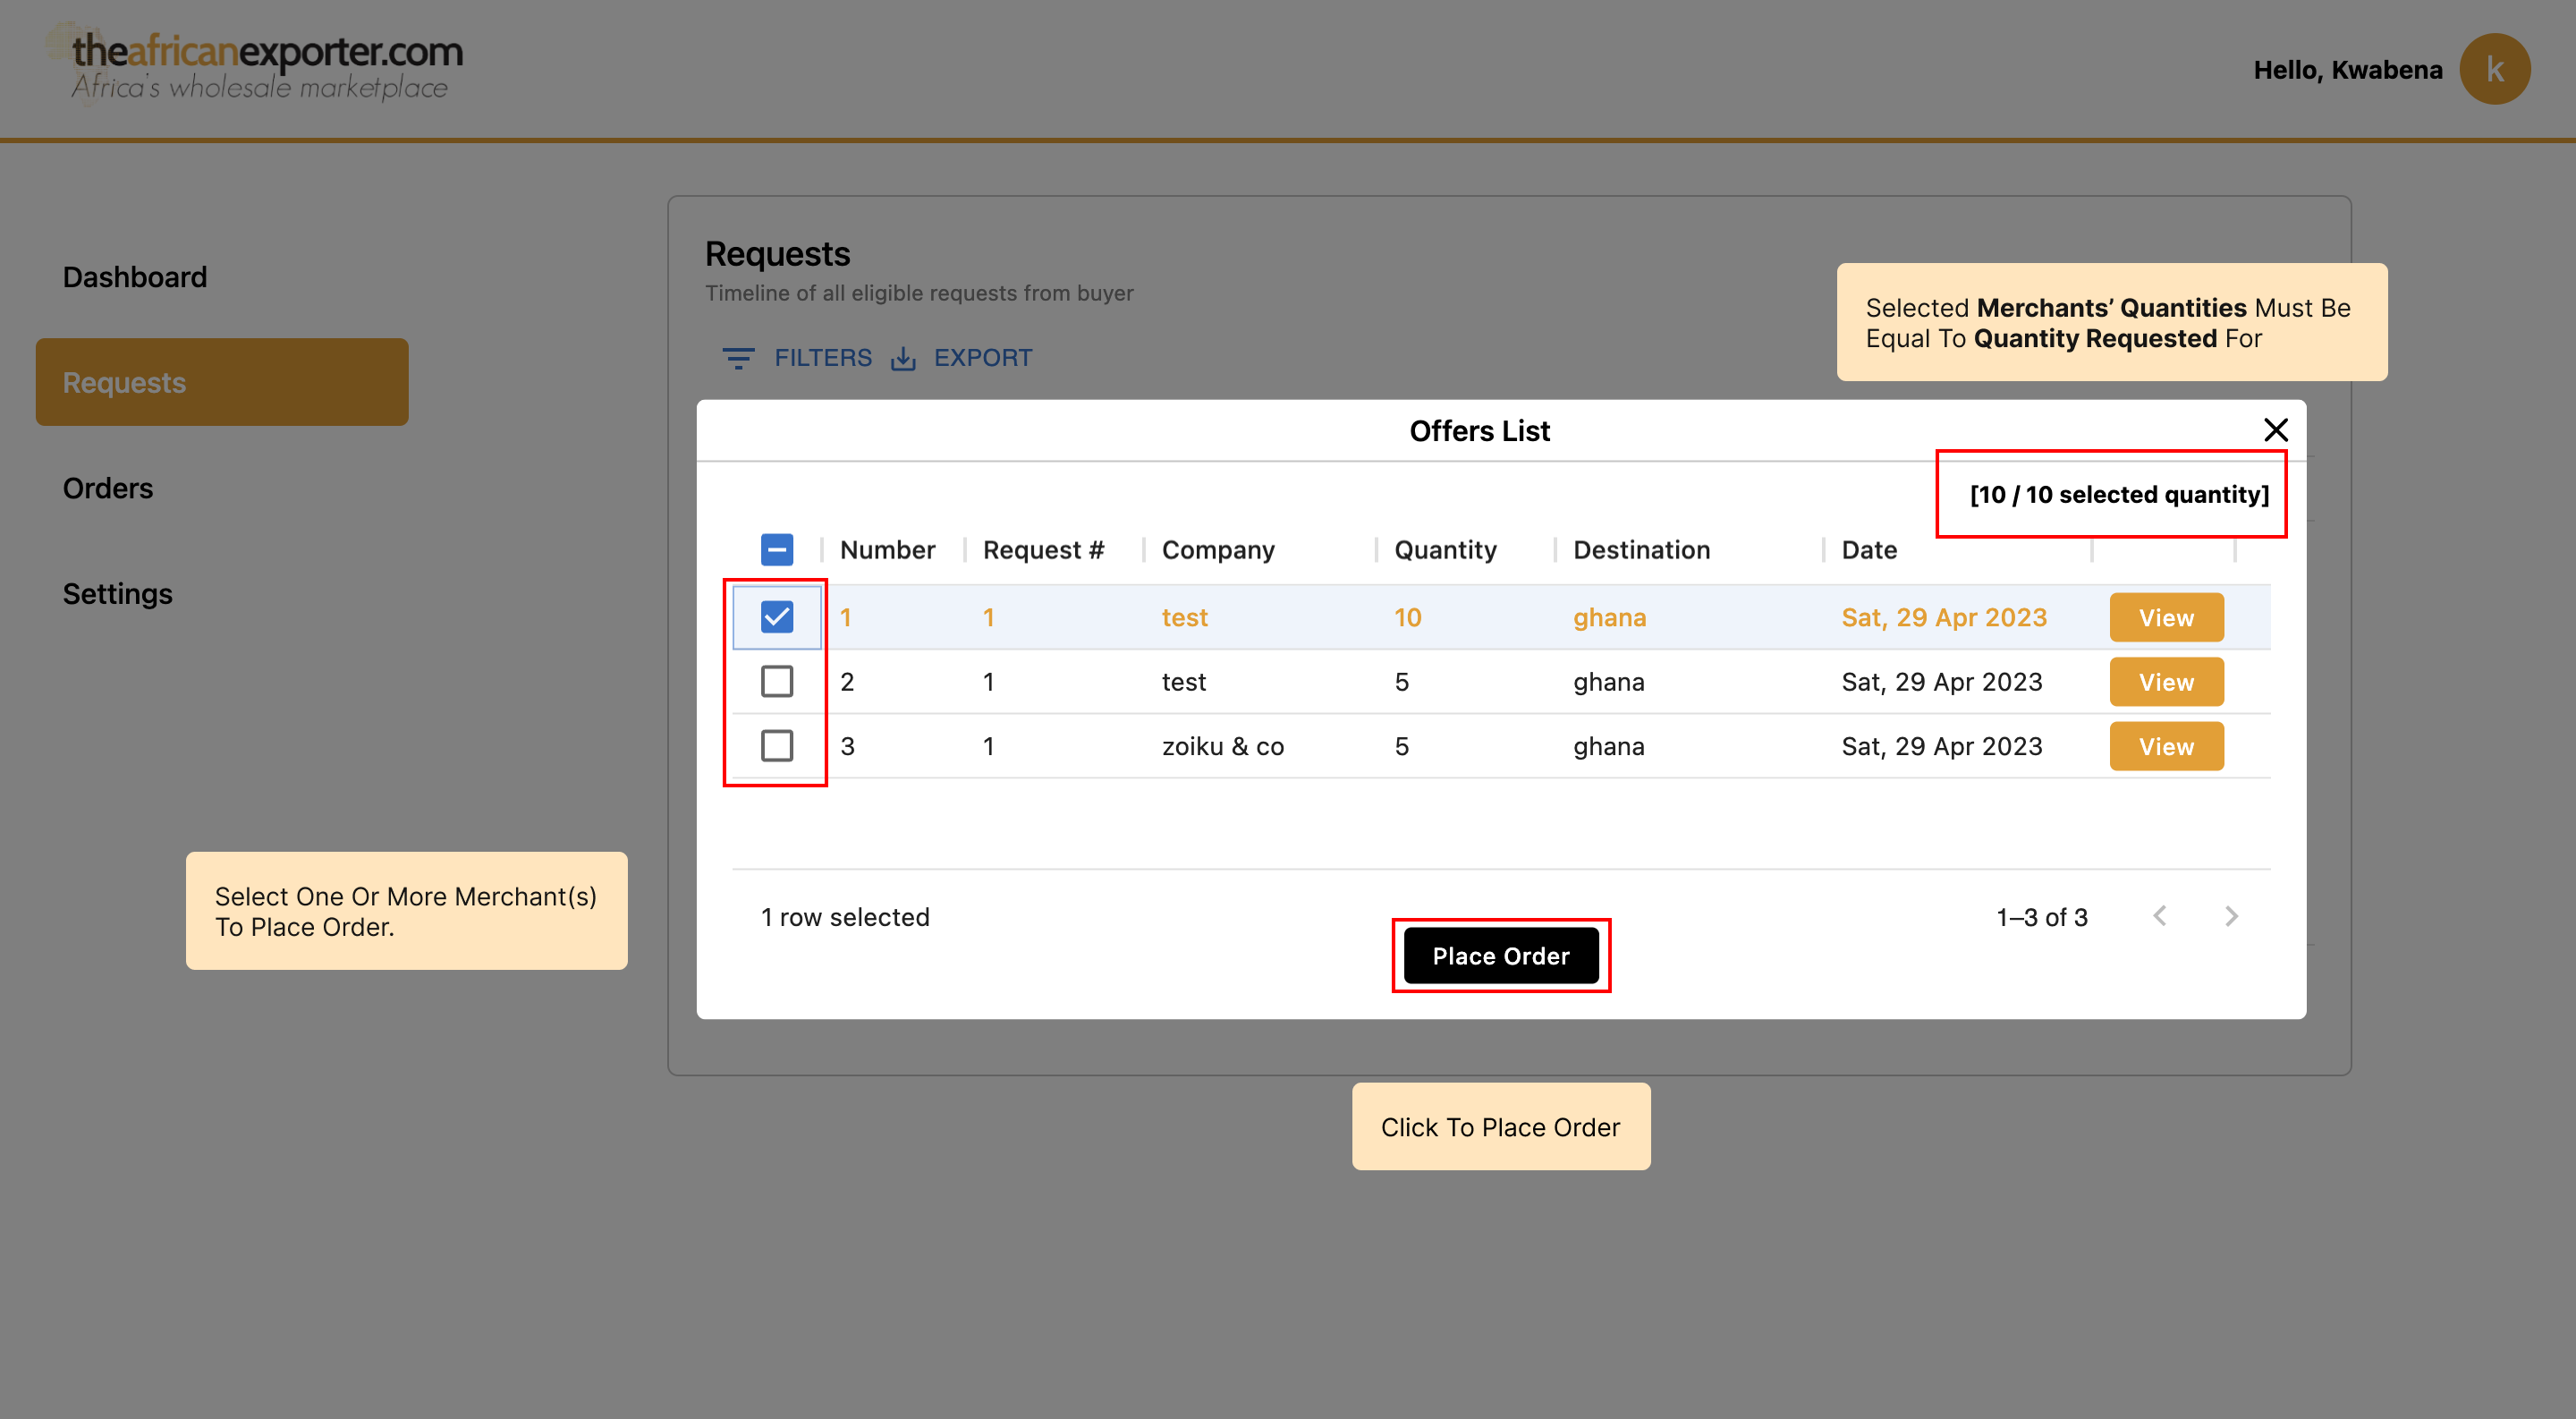 theafricanexporter.com
Africa's wholesale marketplace
Hello, Kwabena
k
Dashboard
Requests
Orders
Settings
Requests
Timeline of all eligible requests from buyer
FILTERS EXPORT
Selected Merchants’ Quantities Must Be
Equal To Quantity Requested For
Offers List
[10 / 10 selected quantity]
Number Request # Company Quantity Destination Date
1 1 test 10 ghana Sat, 29 Apr 2023 View
2 1 test 5 ghana Sat, 29 Apr 2023 View
3 1 zoiku & co 5 ghana Sat, 29 Apr 2023 View
Select One Or More Merchant(s)
To Place Order.
1 row selected
1–3 of 3
Place Order
Click To Place Order